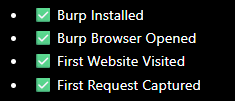 • ✅ Burp Installed
• ✅ Burp Browser Opened
• ✅ First Website Visited
• ✅ First Request Captured